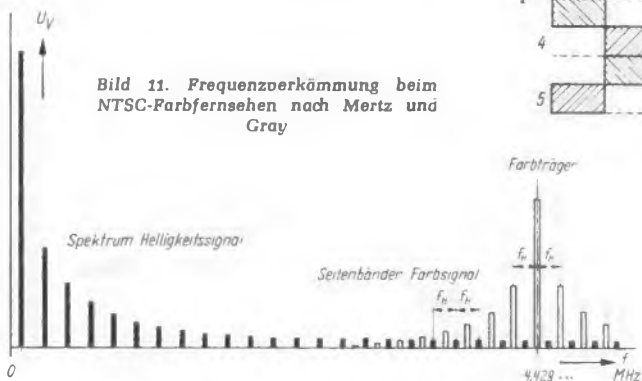 U_V
Bild 11. Frequenzverkämmung beim
NTSC-Farbfernsehen nach Mertz und
Gray
4
5
Farbträger
Spektrum Helligkeitssignal
Seitenbänder Farbsignal
f_H f_H
f_H f_H
0
4,429 ...
f
MHz